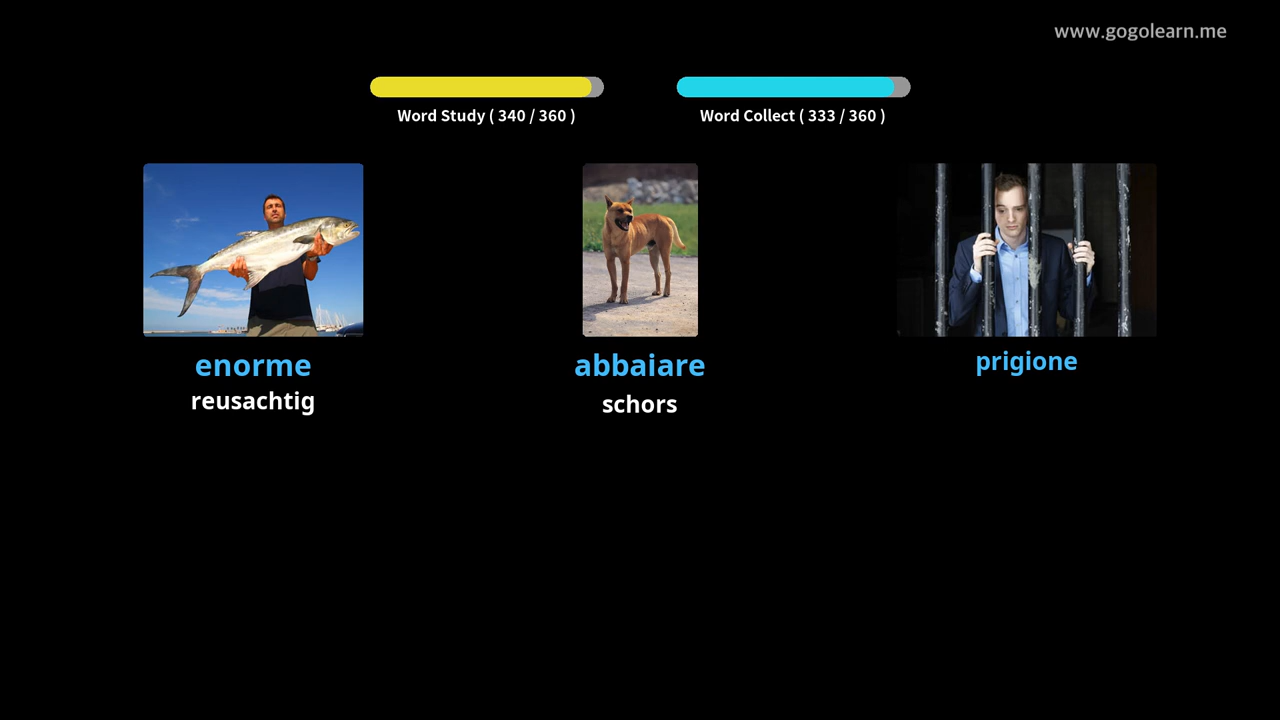 www.gogolearn.me
Word Study ( 340 / 360 )
Word Collect ( 333 / 360 )
enorme
reusachtig
abbaiare
schors
prigione